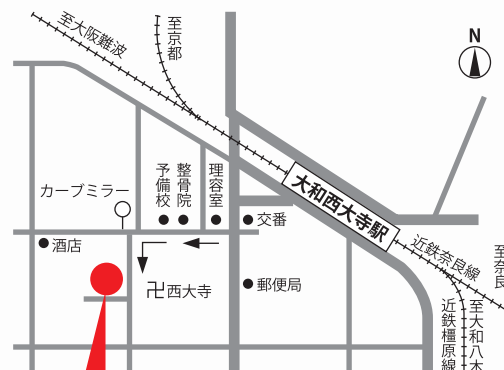 至大阪難波
至京都
N
予備校
整骨院
理容室
カーブミラー
大和西大寺駅
交番
酒店
近鉄奈良線
至奈良
卍西大寺
郵便局
近鉄橿原線
至大和八木